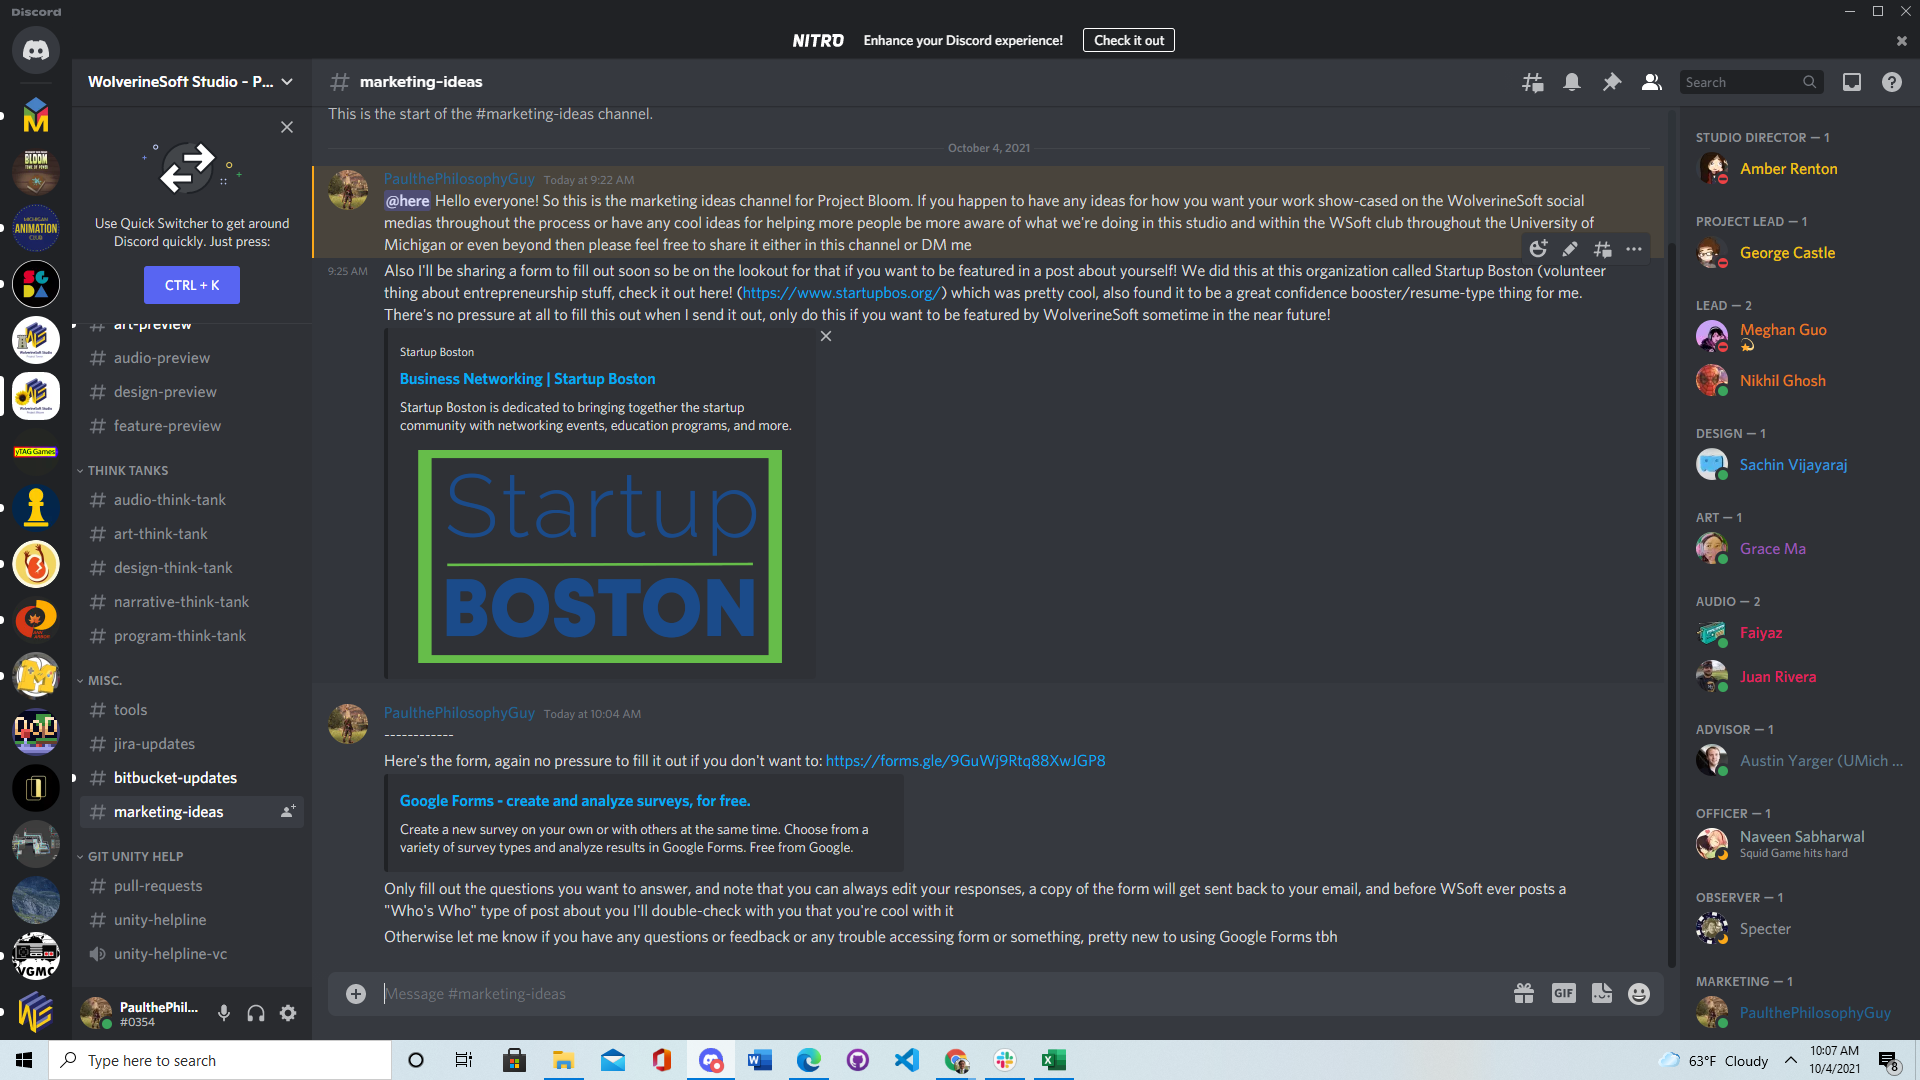 Discord
NITRO Enhance your Discord experience! Check it out
WolverineSoft Studio - P...
marketing-ideas
Search
Use Quick Switcher to get around
Discord quickly. Just press:
CTRL + K
art-preview
audio-preview
design-preview
feature-preview
THINK TANKS
audio-think-tank
art-think-tank
design-think-tank
narrative-think-tank
program-think-tank
MISC.
tools
jira-updates
bitbucket-updates
marketing-ideas
GIT UNITY HELP
pull-requests
unity-helpline
unity-helpline-vc
PaulthePhil...
#0354
BLOOM
MICHIGAN
ANIMATION
CLUB
yTAG Games
VGMC
This is the start of the #marketing-ideas channel.
October 4, 2021
PaulthePhilosophyGuy Today at 9:22 AM
@here Hello everyone! So this is the marketing ideas channel for Project Bloom. If you happen to have any ideas for how you want your work show-cased on the WolverineSoft social
medias throughout the process or have any cool ideas for helping more people be more aware of what we're doing in this studio and within the WSoft club throughout the University of
Michigan or even beyond then please feel free to share it either in this channel or DM me
9:25 AM Also I'll be sharing a form to fill out soon so be on the lookout for that if you want to be featured in a post about yourself! We did this at this organization called Startup Boston (volunteer
thing about entrepreneurship stuff, check it out here! (https://www.startupbos.org/) which was pretty cool, also found it to be a great confidence booster/resume-type thing for me.
There's no pressure at all to fill this out when I send it out, only do this if you want to be featured by WolverineSoft sometime in the near future!
Startup Boston
Business Networking | Startup Boston
Startup Boston is dedicated to bringing together the startup
community with networking events, education programs, and more.
Startup
BOSTON
PaulthePhilosophyGuy Today at 10:04 AM
------------
Here's the form, again no pressure to fill it out if you don't want to: https://forms.gle/9GuWj9Rtq88XwJGP8
Google Forms - create and analyze surveys, for free.
Create a new survey on your own or with others at the same time. Choose from a
variety of survey types and analyze results in Google Forms. Free from Google.
Only fill out the questions you want to answer, and note that you can always edit your responses, a copy of the form will get sent back to your email, and before WSoft ever posts a
"Who's Who" type of post about you I'll double-check with you that you're cool with it
Otherwise let me know if you have any questions or feedback or any trouble accessing form or something, pretty new to using Google Forms tbh
Message #marketing-ideas
GIF
STUDIO DIRECTOR — 1
Amber Renton
PROJECT LEAD — 1
George Castle
LEAD — 2
Meghan Guo
Nikhil Ghosh
DESIGN — 1
Sachin Vijayaraj
ART — 1
Grace Ma
AUDIO — 2
Faiyaz
Juan Rivera
ADVISOR — 1
Austin Yarger (UMich ...
OFFICER — 1
Naveen Sabharwal
Squid Game hits hard
OBSERVER — 1
Specter
MARKETING — 1
PaulthePhilosophyGuy
Type here to search
63°F Cloudy
10:07 AM
10/4/2021
8